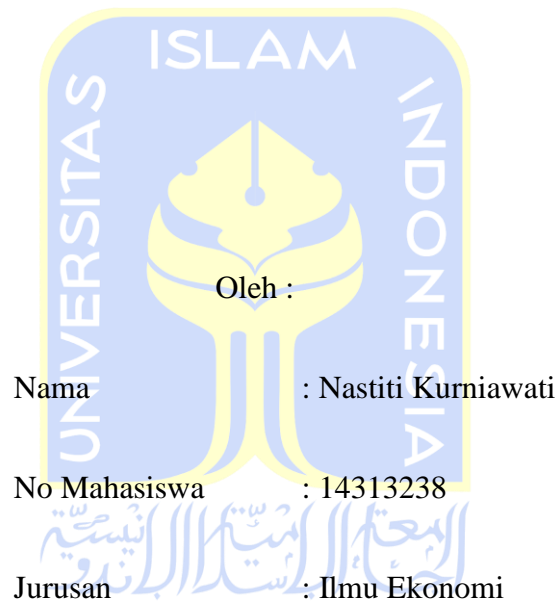 ISLAM
UNIVERSITAS
INDONESIA
Oleh :
Nama : Nastiti Kurniawati
No Mahasiswa : 14313238
Jurusan : Ilmu Ekonomi